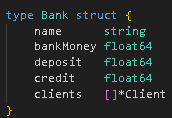 type Bank struct {
    name      string
    bankMoney float64
    deposit   float64
    credit    float64
    clients   []*Client
}